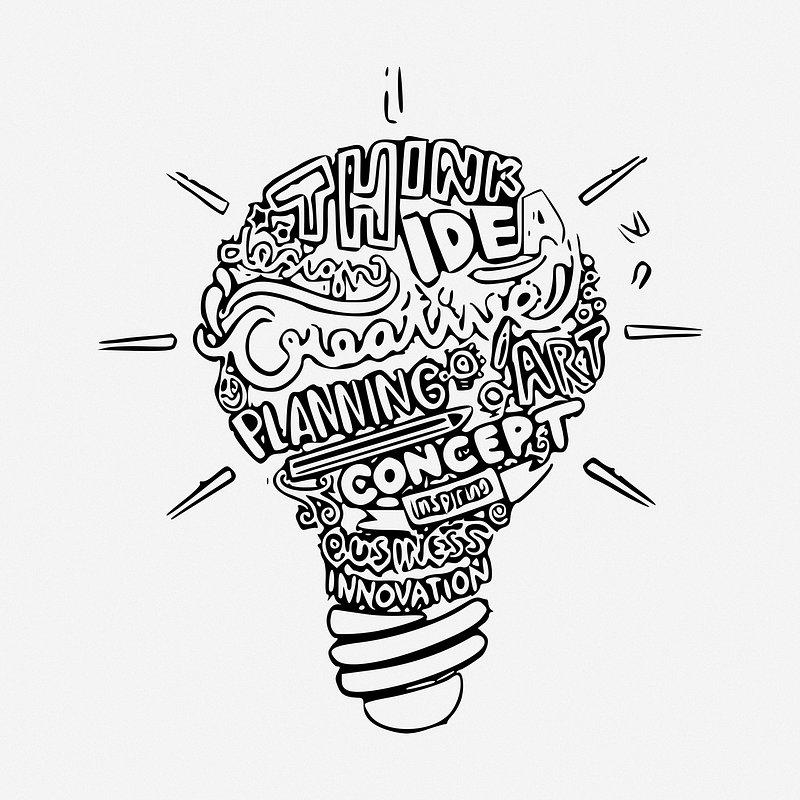 THINK
IDEA
design
Creative
PLANNING
ART
CONCEPT
Inspiring
BUSINESS
INNOVATION